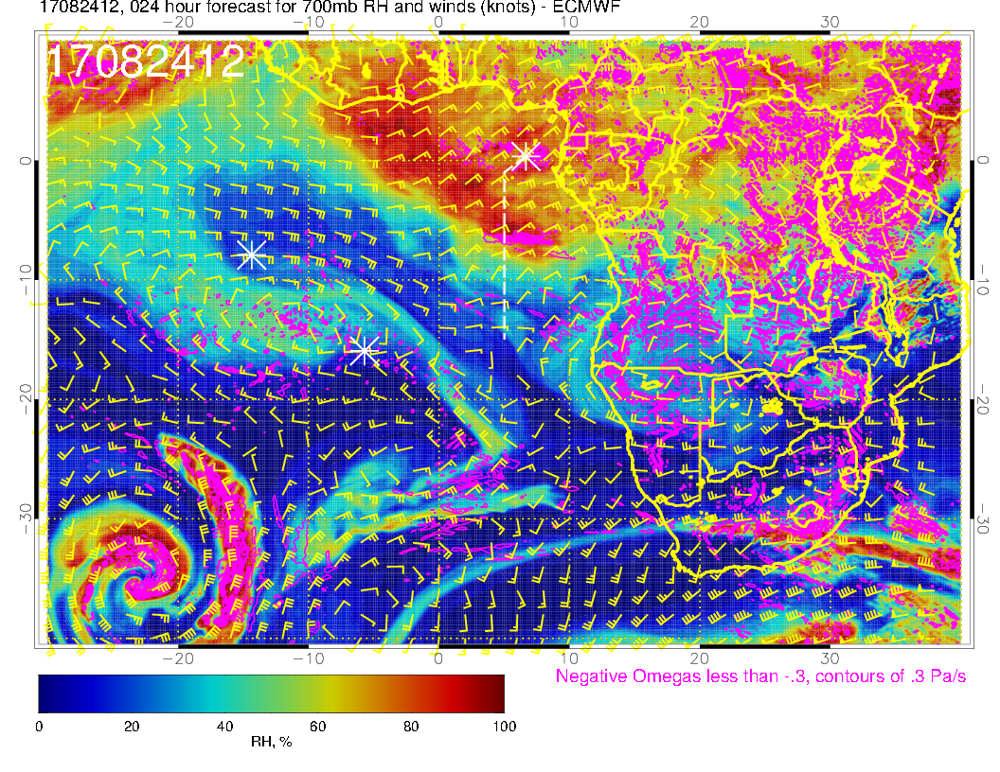 17082412, 024 hour forecast for 700mb RH and winds (knots) - ECMWF
−20 −10 0 10 20 30
17082412
0 0
−10 −10
−20 −20
−30 −30
−20 −10 0 10 20 30
Negative Omegas less than -.3, contours of .3 Pa/s
0 20 40 60 80 100
RH, %